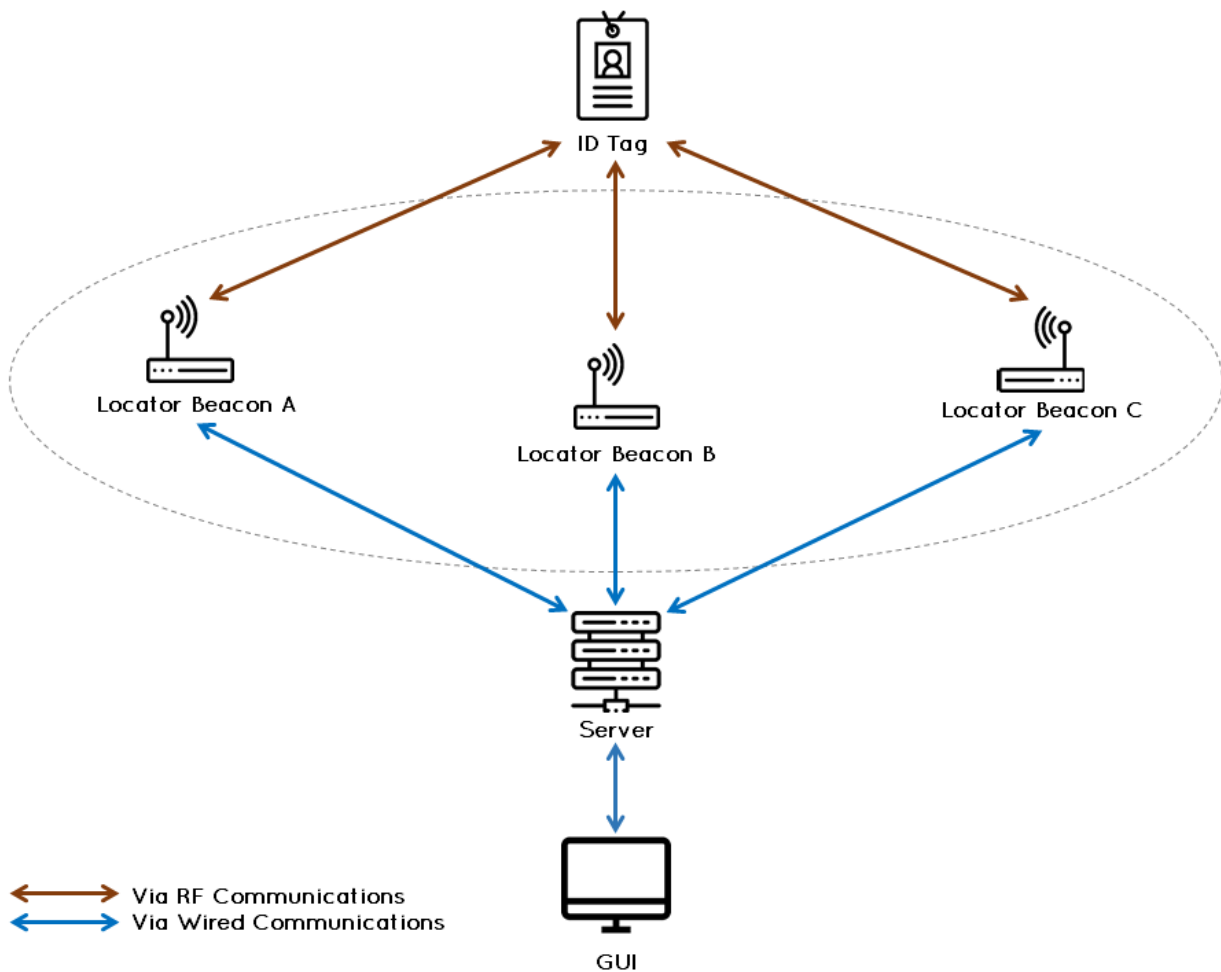 ID Tag
Locator Beacon A
Locator Beacon B
Locator Beacon C
Server
Via RF Communications
Via Wired Communications
GUI